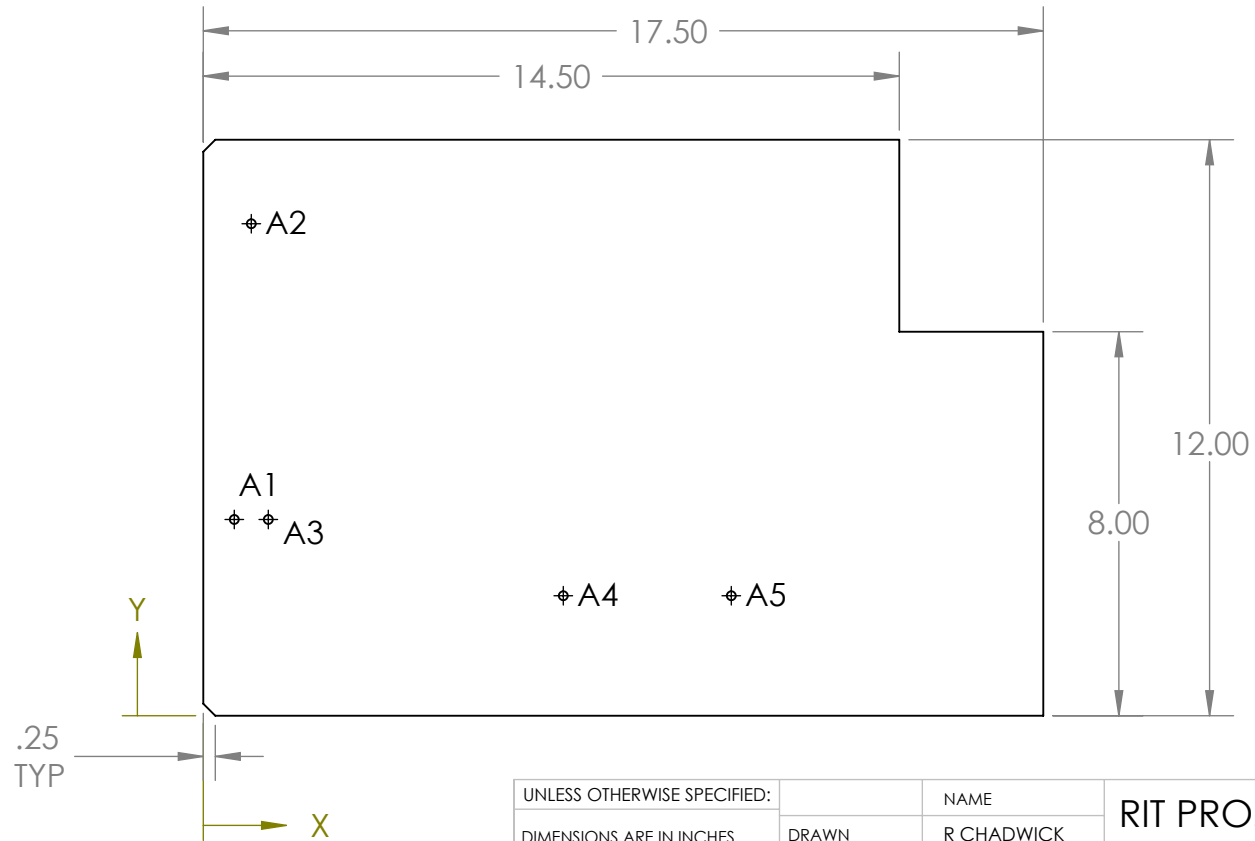 17.50
14.50
A2
12.00
A1
8.00
A3
A4
A5
Y
.25
TYP
X
UNLESS OTHERWISE SPECIFIED:
NAME
RIT PRO
DIMENSIONS ARE IN INCHES
DRAWN
R CHADWICK